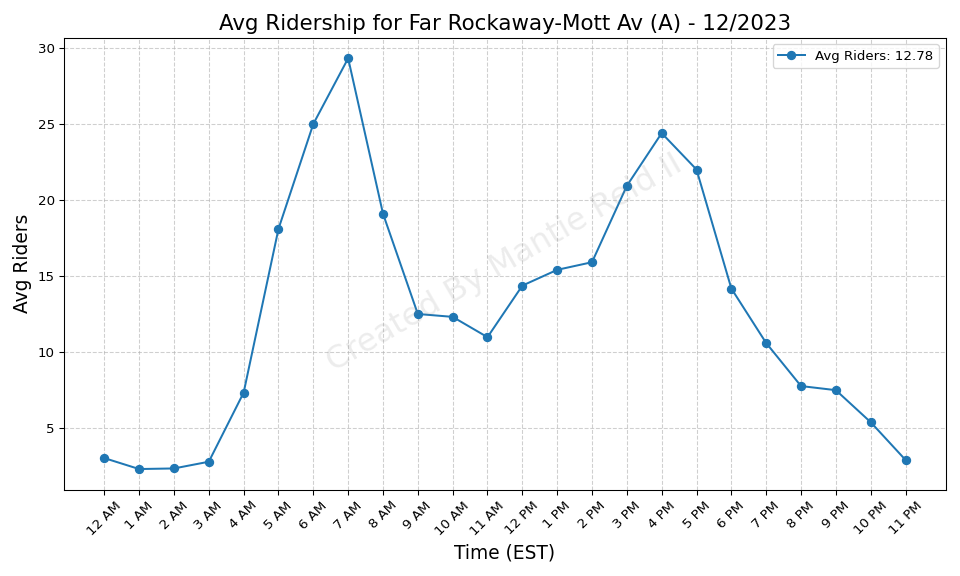 Avg Ridership for Far Rockaway-Mott Av (A) - 12/2023
Avg Riders: 12.78
30
25
20
15
10
5
Avg Riders
Created By Mantle Reid II
12 AM
1 AM
2 AM
3 AM
4 AM
5 AM
6 AM
7 AM
8 AM
9 AM
10 AM
11 AM
12 PM
1 PM
2 PM
3 PM
4 PM
5 PM
6 PM
7 PM
8 PM
9 PM
10 PM
11 PM
Time (EST)